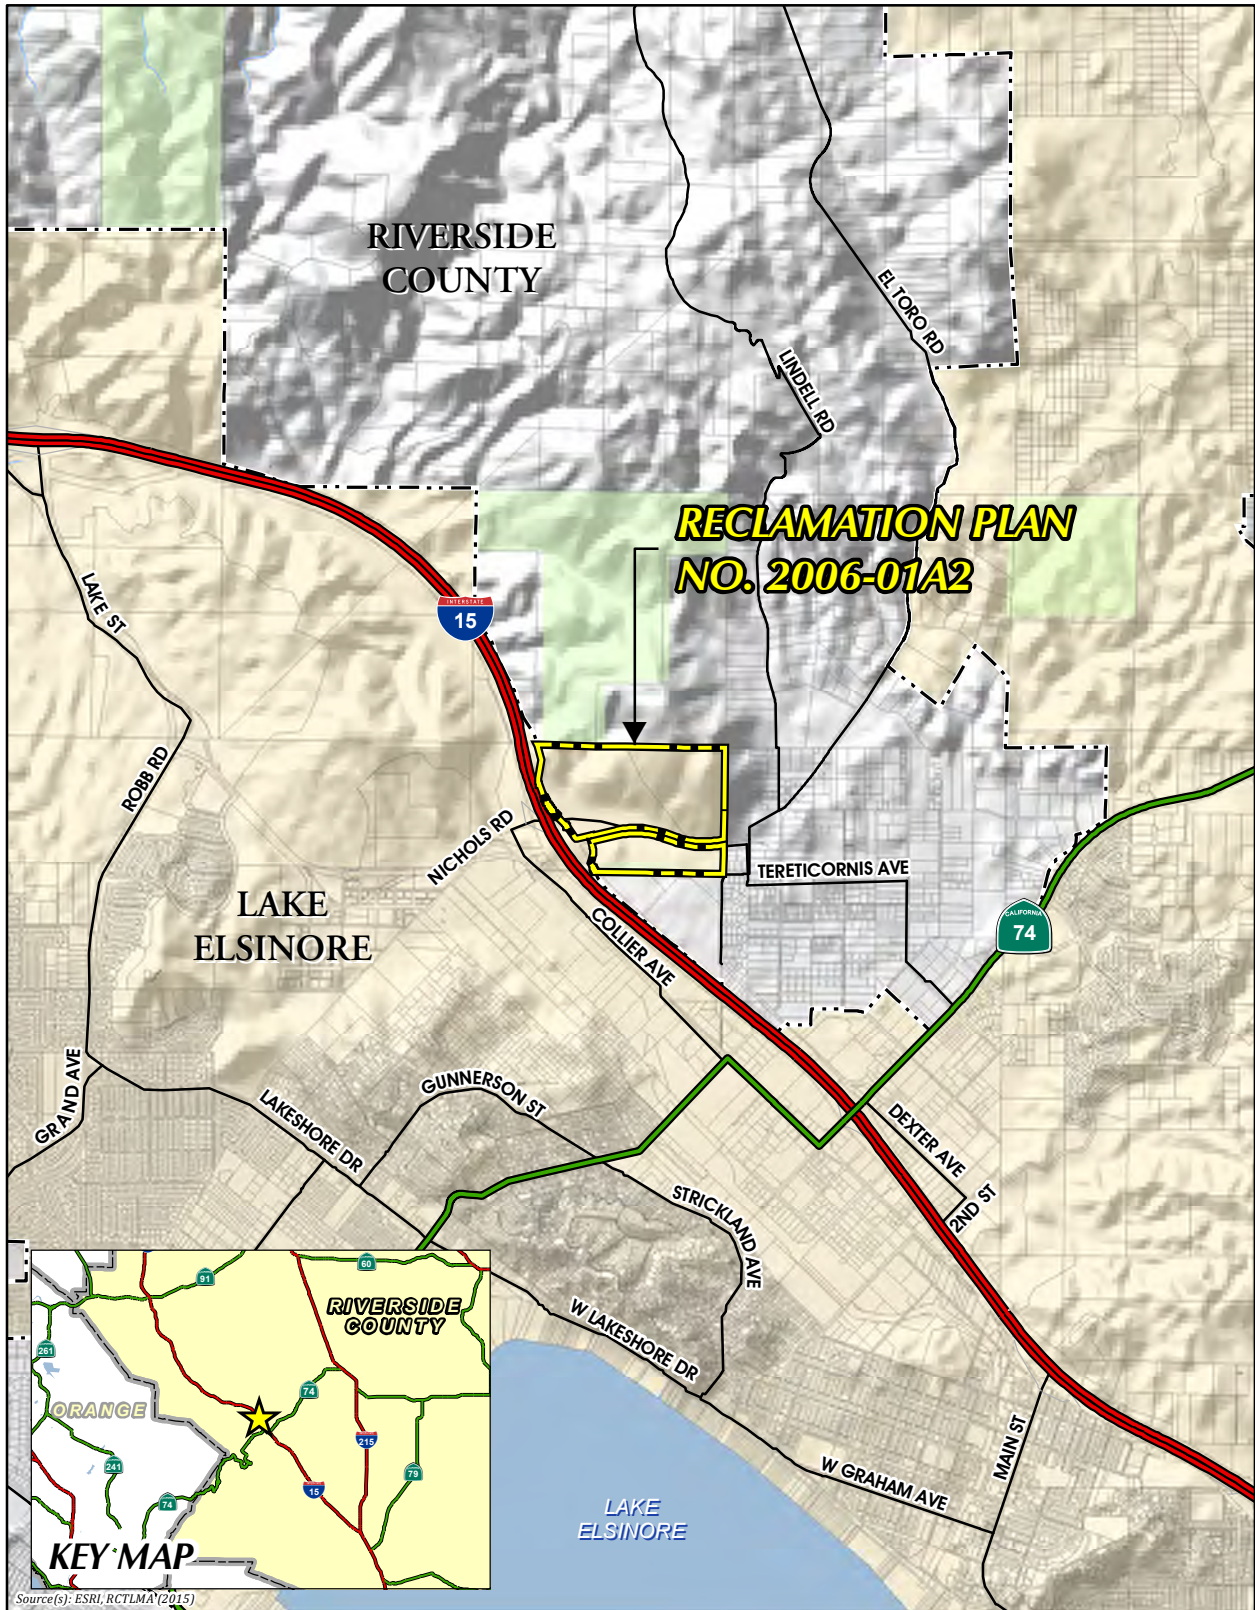 RIVERSIDE
COUNTY
EL TORO RD
LINDELL RD
RECLAMATION PLAN
NO. 2006-01A2
LAKE ST
INTERSTATE
15
ROBB RD
NICHOLS RD
TERETICORNIS AVE
LAKE
ELSINORE
COLLIER AVE
CALIFORNIA
74
GRAND AVE
GUNNERSON ST
LAKESHORE DR
DEXTER AVE
2ND ST
STRICKLAND AVE
W LAKESHORE DR
MAIN ST
W GRAHAM AVE
LAKE
ELSINORE
60
91
RIVERSIDE
COUNTY
261
74
ORANGE
215
241
79
15
74
KEY MAP
Source(s): ESRI, RCTLMA (2015)